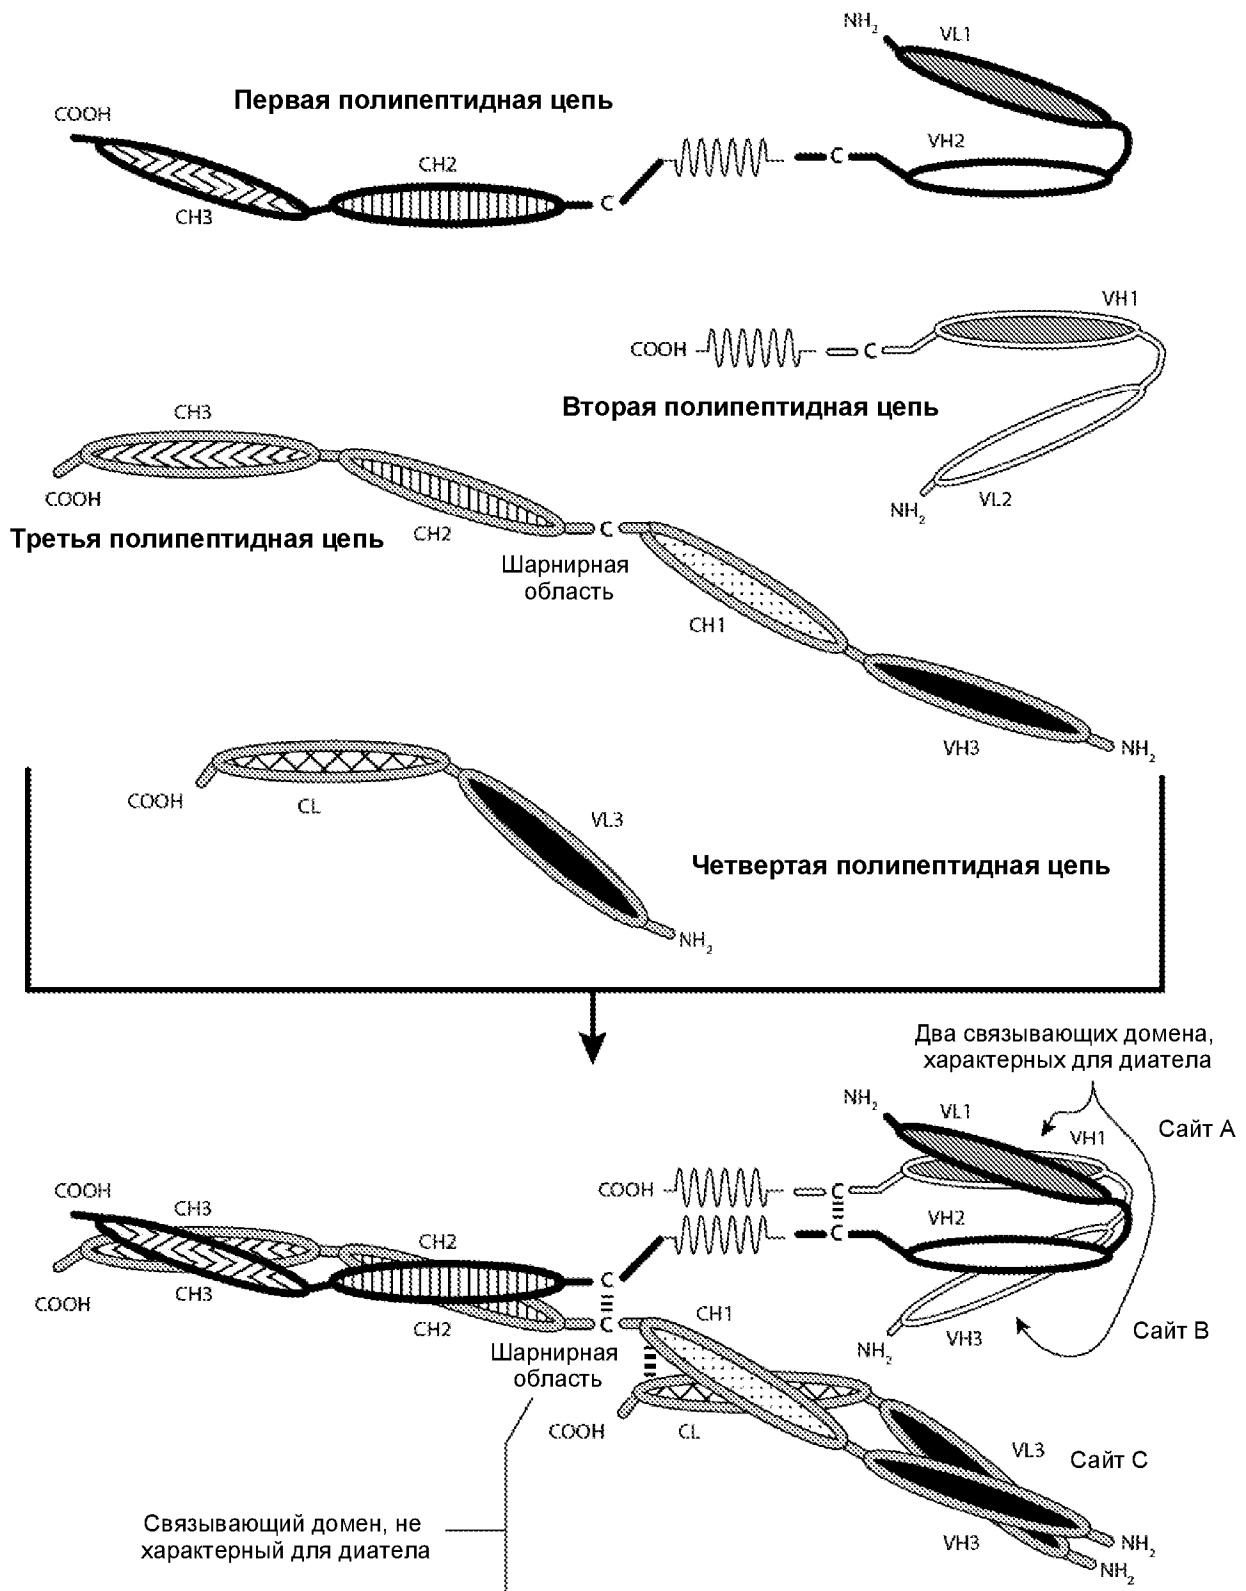 NH2
VL1
Первая полипептидная цепь
COOH
VH2
CH2
C
C
CH3
VH1
COOH
C
Вторая полипептидная цепь
CH3
VL2
NH2
COOH
CH2
C
Третья полипептидная цепь
Шарнирная
область
CH1
VH3
NH2
COOH
CL
VL3
Четвертая полипептидная цепь
NH2
Два связывающих домена,
характерных для диатела
NH2
VL1
VH1
Сайт A
COOH
COOH
C
CH3
CH2
C
VH2
C
COOH
CH3
CH2
C
CH1
NH2
VH3
Сайт B
Шарнирная
область
COOH
CL
VL3
Сайт C
Связывающий домен, не
характерный для диатела
VH3
NH2
NH2